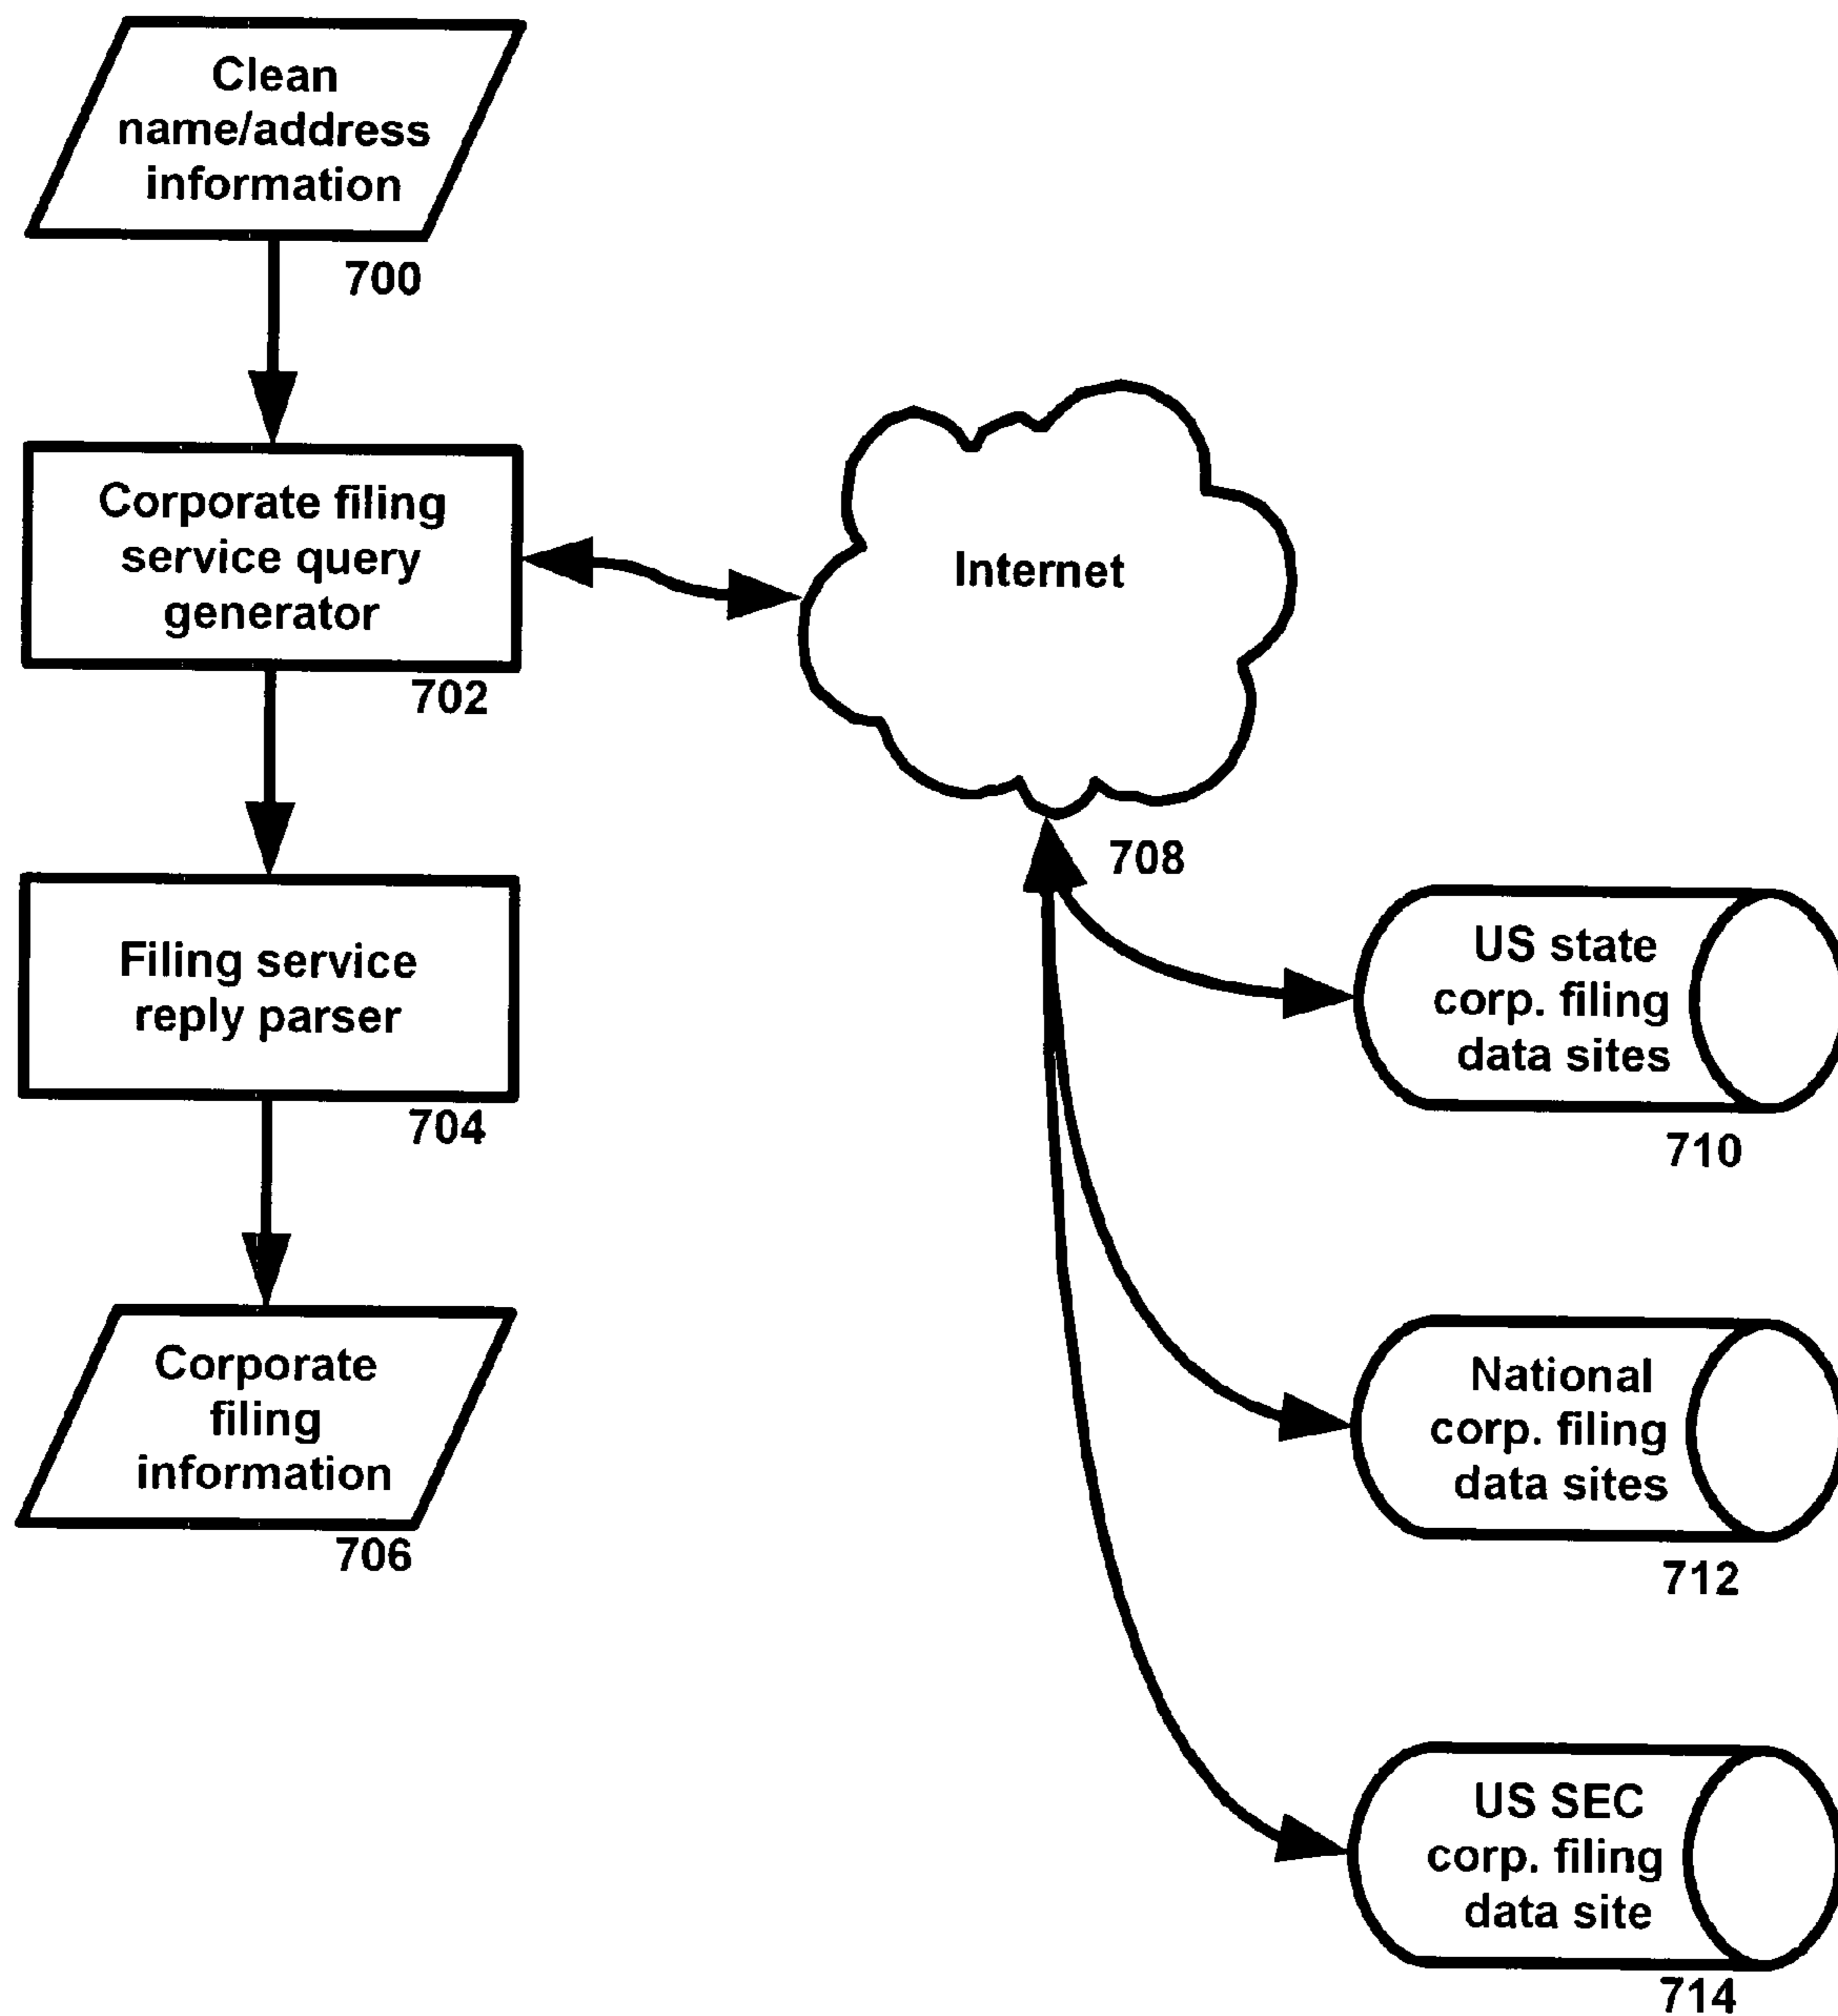 Clean
name/address
information
700
Corporate filing
service query
generator
702
Filing service
reply parser
704
Corporate
filing
information
706
Internet
708
US state
corp. filing
data sites
710
National
corp. filing
data sites
712
US SEC
corp. filing
data site
714